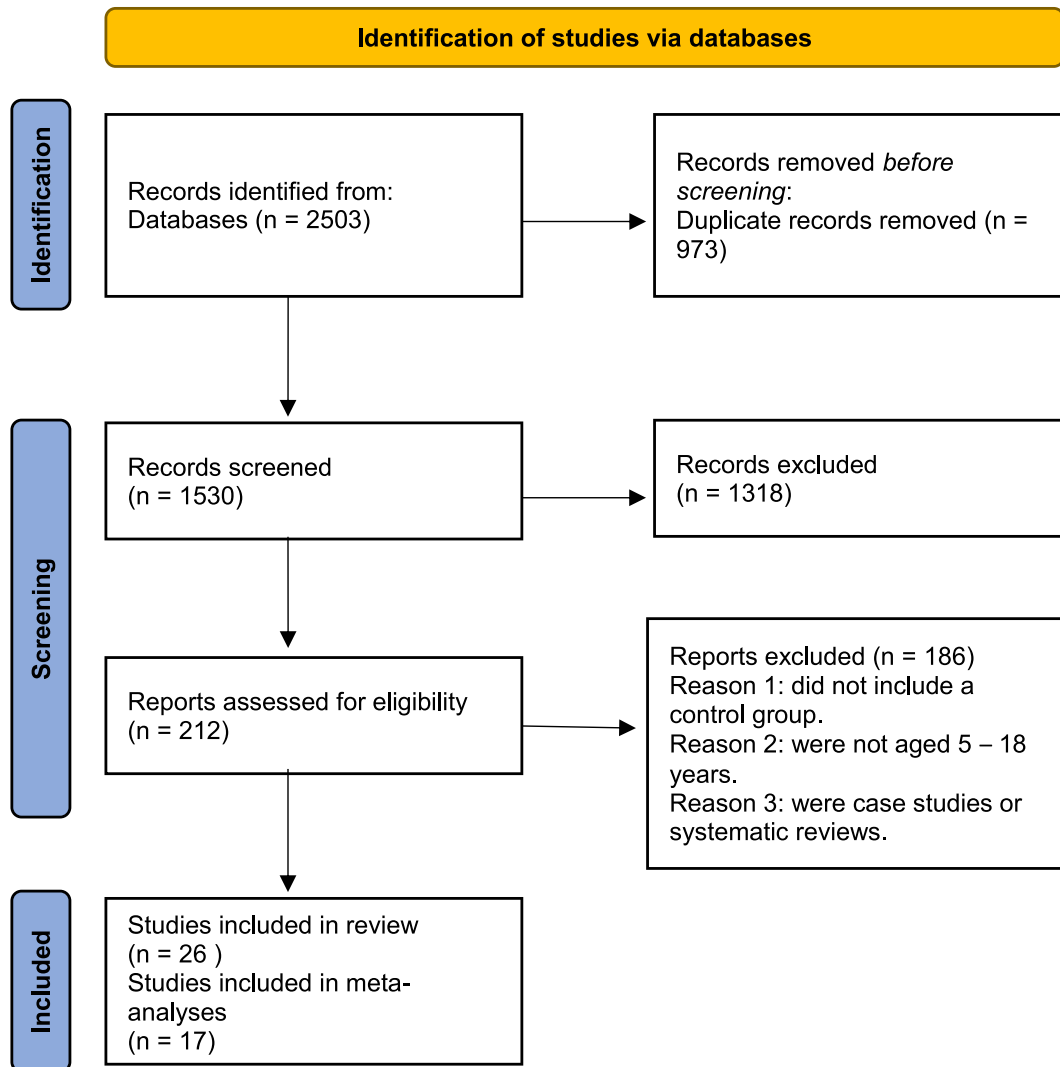 Identification of studies via databases
Identification
Records identified from:
Databases (n = 2503)
Records removed before
screening:
Duplicate records removed (n =
973)
Screening
Records screened
(n = 1530)
Records excluded
(n = 1318)
Reports assessed for eligibility
(n = 212)
Reports excluded (n = 186)
Reason 1: did not include a
control group.
Reason 2: were not aged 5 – 18
years.
Reason 3: were case studies or
systematic reviews.
Included
Studies included in review
(n = 26 )
Studies included in meta-
analyses
(n = 17)